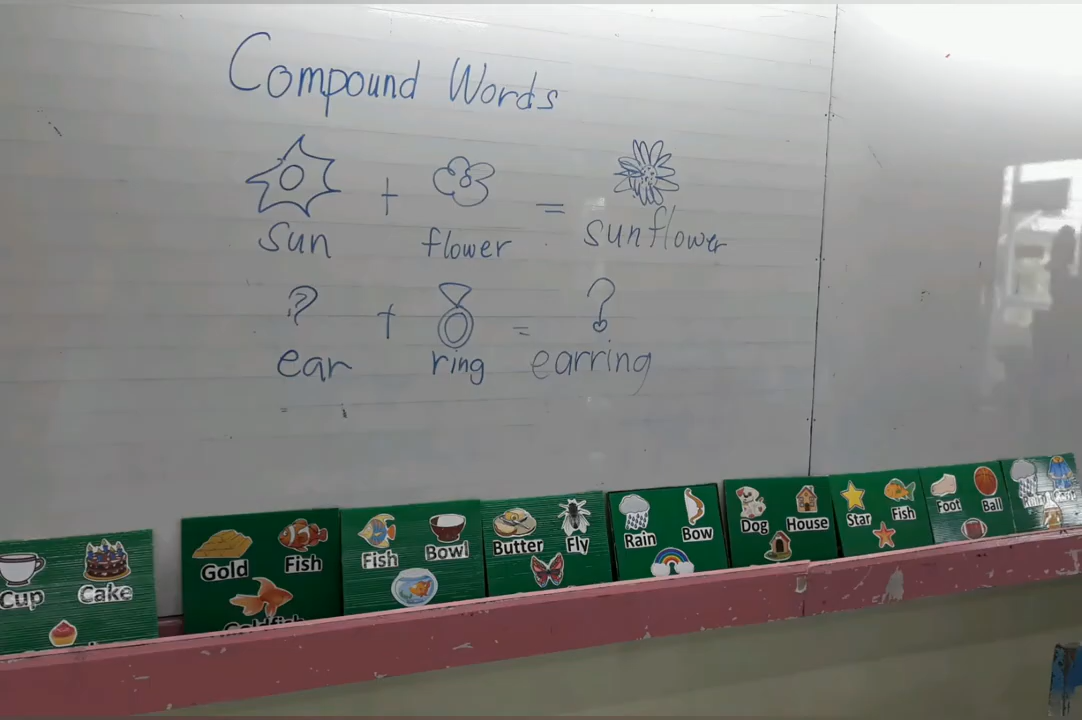 Compound Words
+ =
sun flower sunflower
? + = ?
ear ring earring
Cup Cake
Gold Fish
Goldfish
Fish Bowl
Butter Fly
Rain Bow
Dog House
Star Fish
Foot Ball